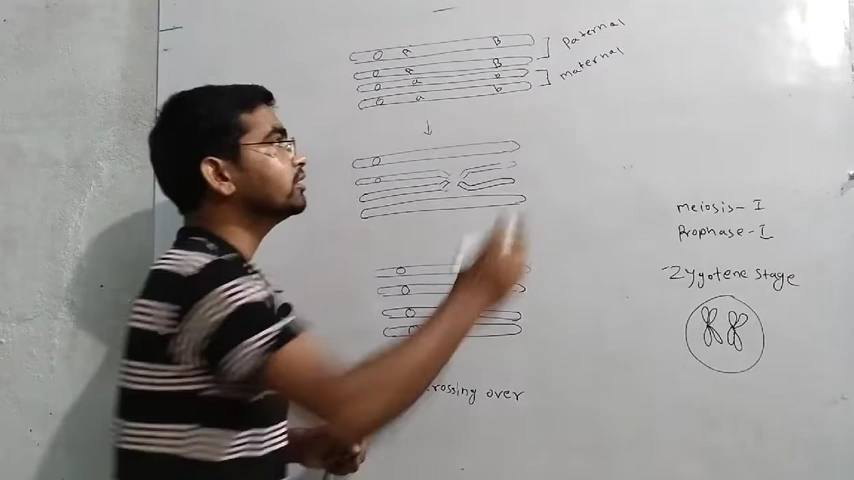 A B
A B
a b
a b
Paternal
maternal
meiosis-I
Prophase-I
Zygotene stage
crossing over